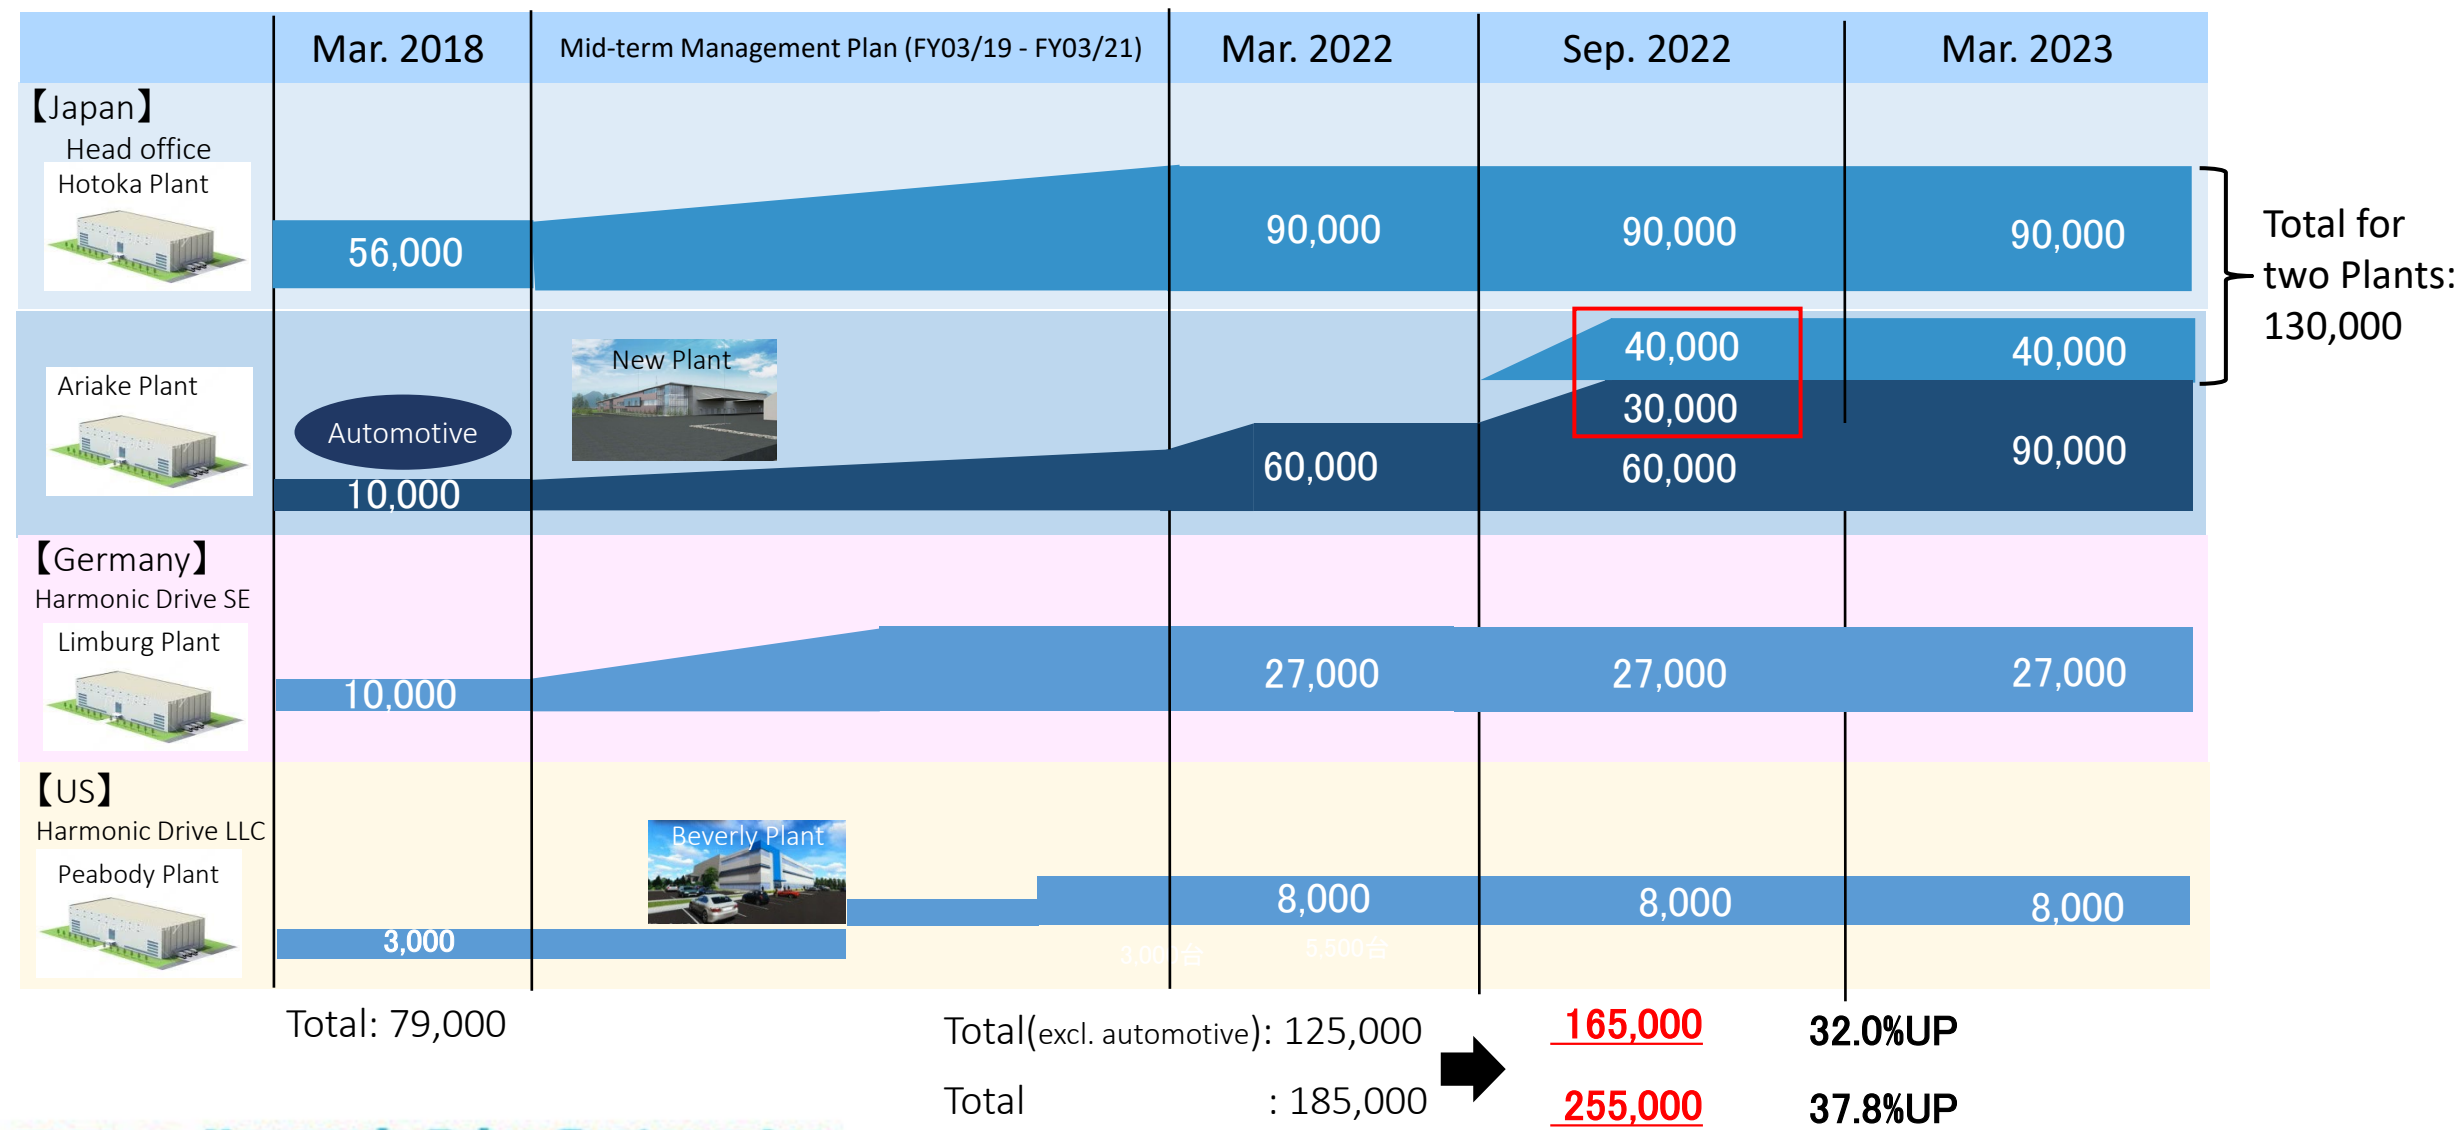 Mar. 2018
Mid-term Management Plan (FY03/19 - FY03/21)
Mar. 2022
Sep. 2022
Mar. 2023
【Japan】
Head office
Hotoka Plant
56,000
90,000
90,000
90,000
Total for
two Plants:
130,000
Ariake Plant
Automotive
10,000
New Plant
60,000
40,000
30,000
60,000
40,000
90,000
【Germany】
Harmonic Drive SE
Limburg Plant
10,000
27,000
27,000
27,000
【US】
Harmonic Drive LLC
Peabody Plant
3,000
Beverly Plant
8,000
8,000
8,000
5,500台
Total: 79,000
Total(excl. automotive): 125,000
165,000
32.0%UP
Total : 185,000
255,000
37.8%UP